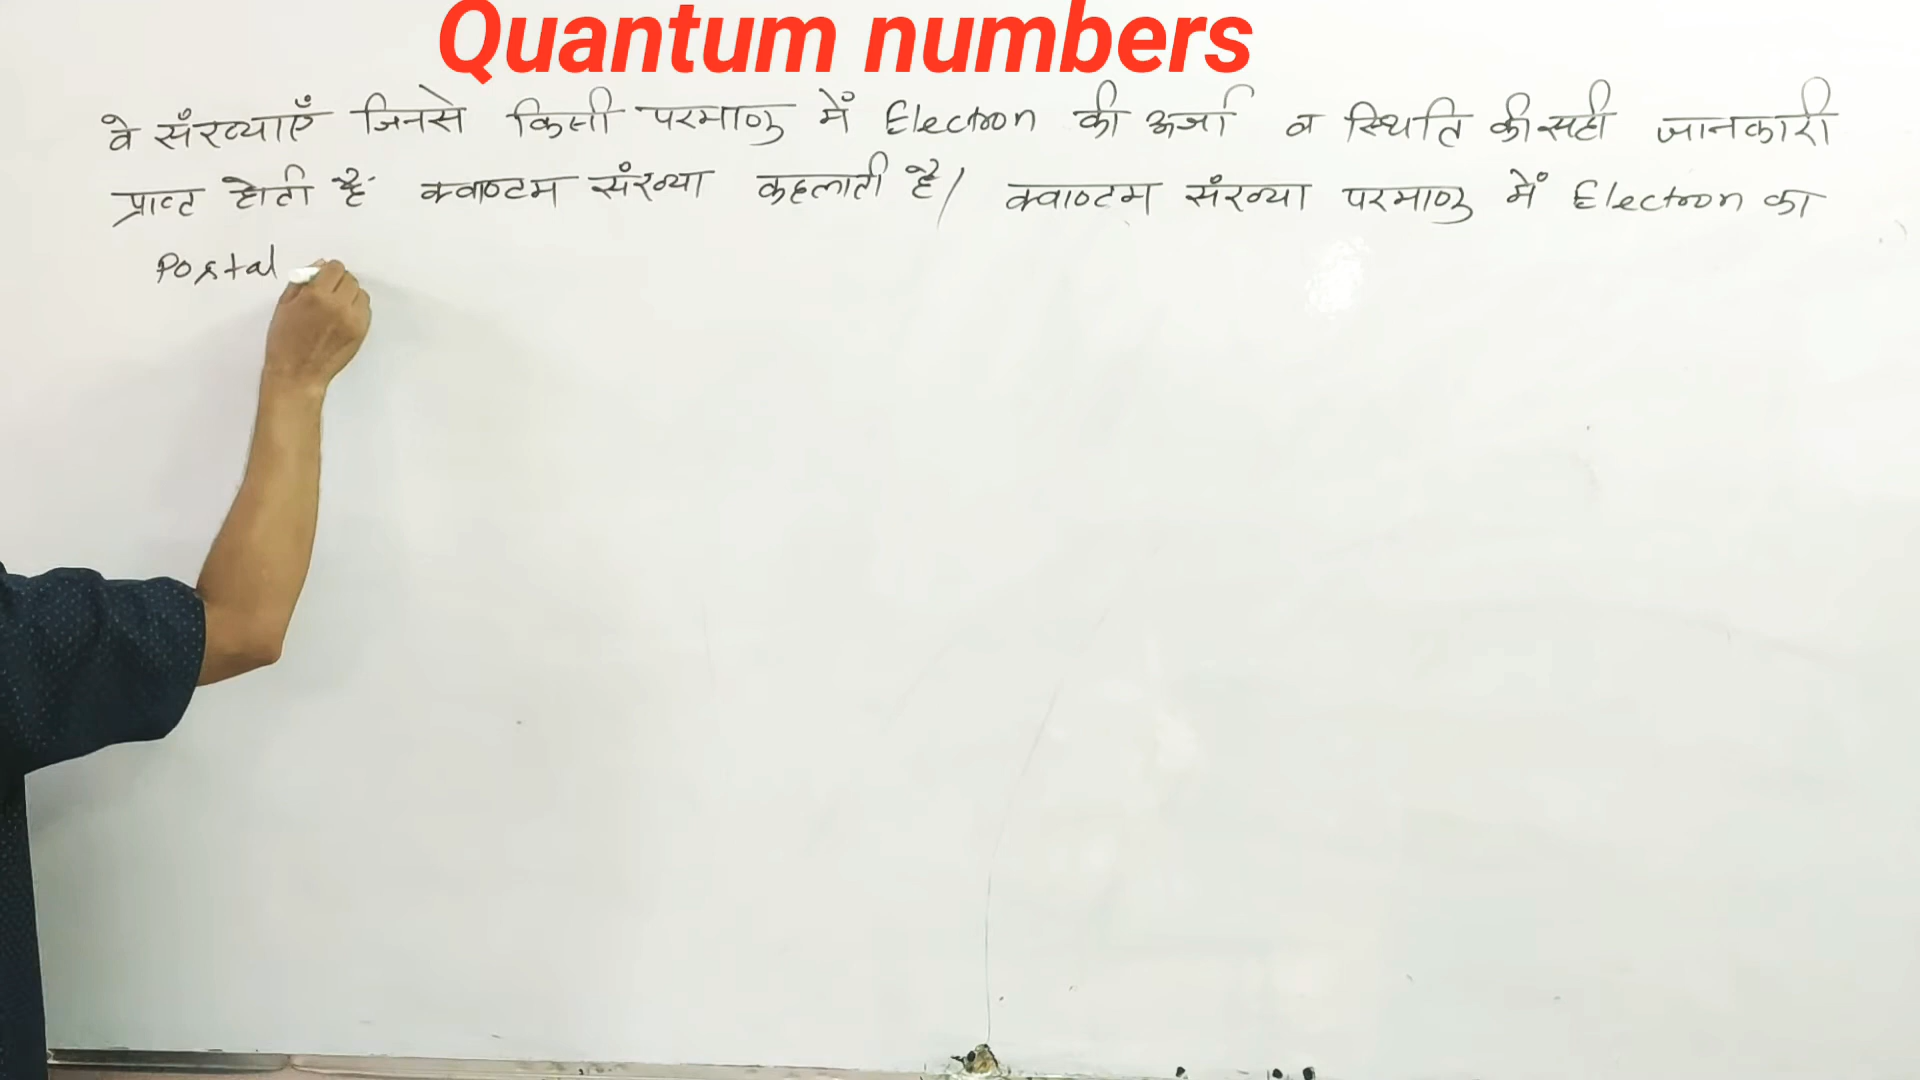 Quantum numbers
वे संख्याएँ जिनसे किसी परमाणु में Electron की ऊर्जा व स्थिति की सही जानकारी
प्राप्त होती है क्वाण्टम संख्या कहलाती है / क्वाण्टम संख्या परमाणु में Electron का
Postal